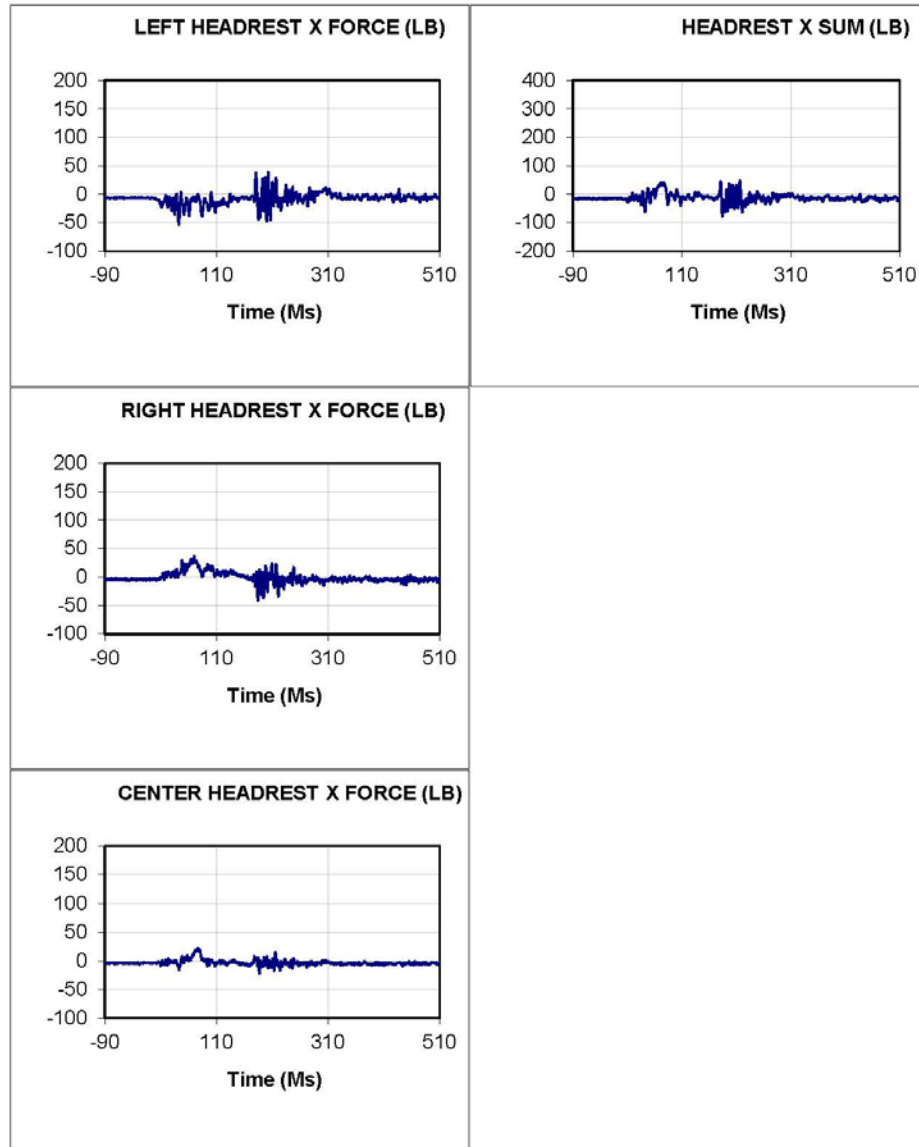 LEFT HEADREST X FORCE (LB)
200
150
100
50
0
-50
-100
-90 110 310 510
Time (Ms)
HEADREST X SUM (LB)
400
300
200
100
0
-100
-200
-90 110 310 510
Time (Ms)
RIGHT HEADREST X FORCE (LB)
200
150
100
50
0
-50
-100
-90 110 310 510
Time (Ms)
CENTER HEADREST X FORCE (LB)
200
150
100
50
0
-50
-100
-90 110 310 510
Time (Ms)